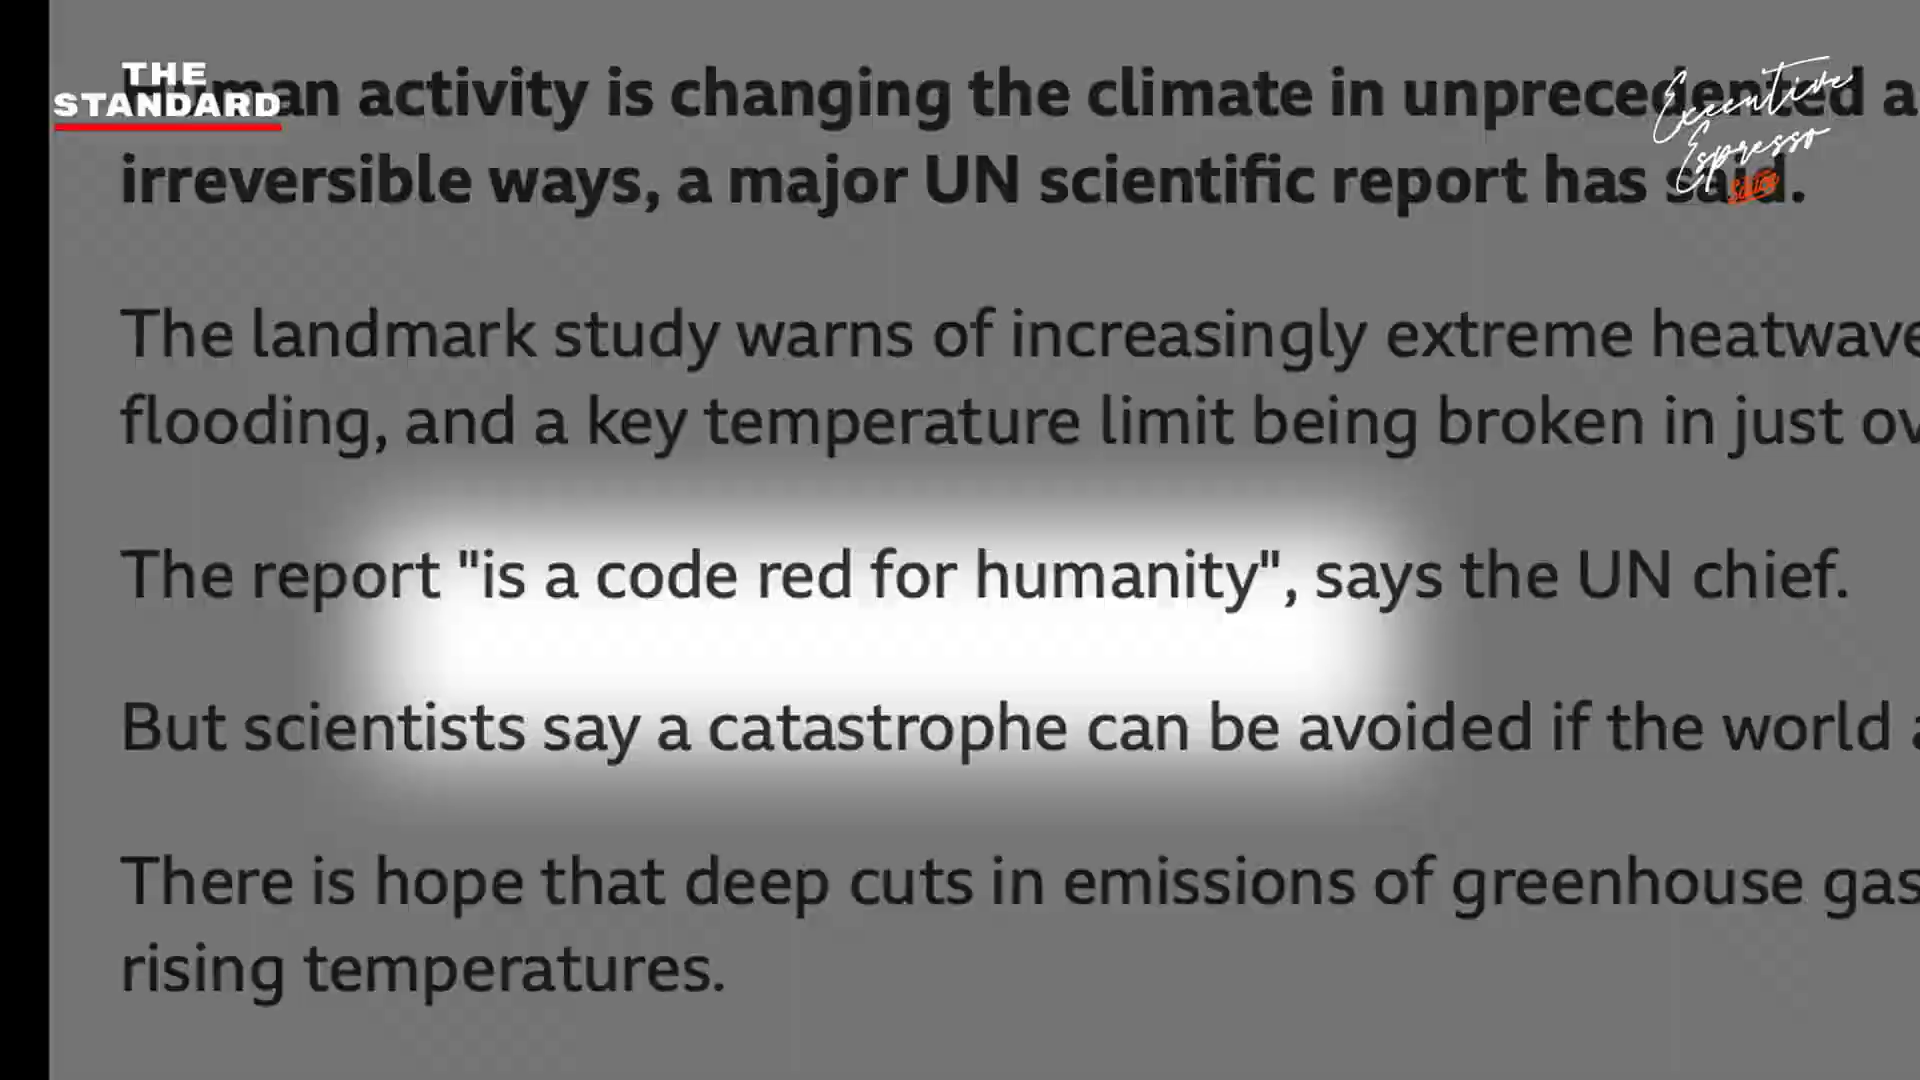 THE
STANDARD
Executive
Espresso
Human activity is changing the climate in unprecedented a
irreversible ways, a major UN scientific report has said.
The landmark study warns of increasingly extreme heatwave
flooding, and a key temperature limit being broken in just ov
The report "is a code red for humanity", says the UN chief.
But scientists say a catastrophe can be avoided if the world a
There is hope that deep cuts in emissions of greenhouse gas
rising temperatures.